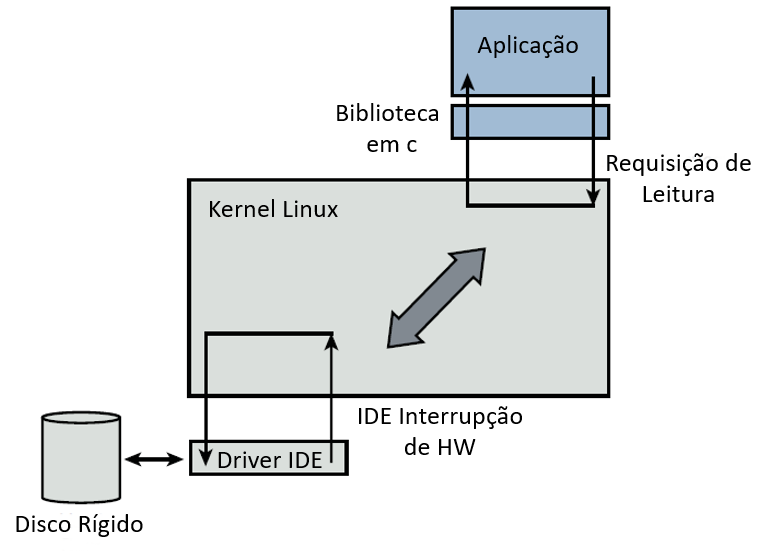 Aplicação
Biblioteca
em c
Requisição de
Leitura
Kernel Linux
IDE Interrupção
de HW
Driver IDE
Disco Rígido